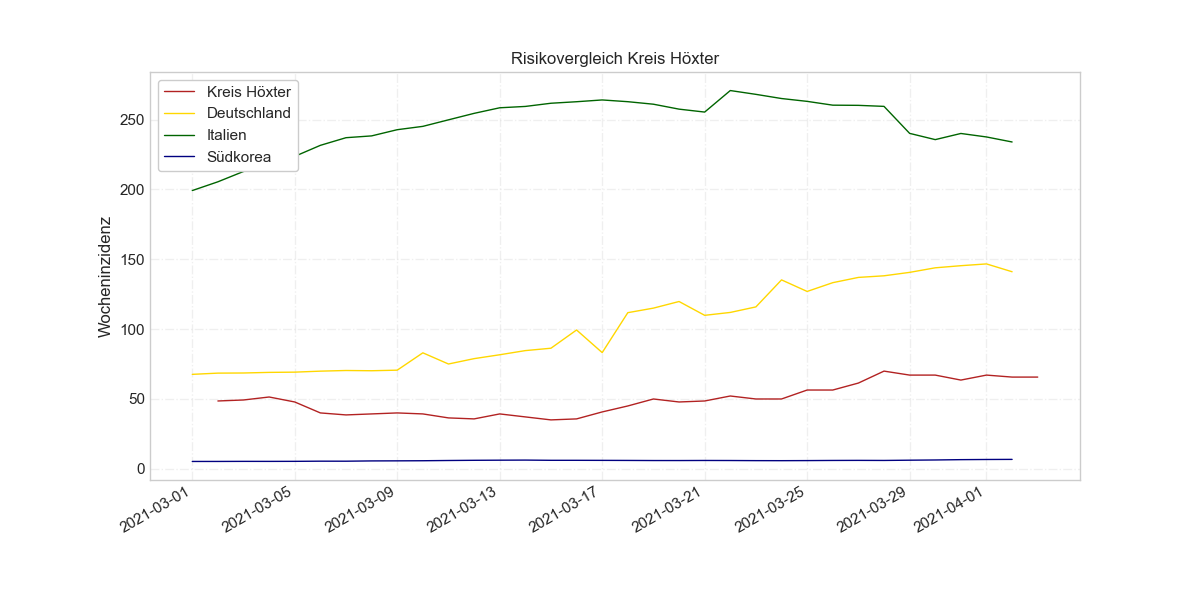 Risikovergleich Kreis Höxter
Kreis Höxter
Deutschland
Italien
Südkorea
Wocheninzidenz
250
200
150
100
50
0
2021-03-01
2021-03-05
2021-03-09
2021-03-13
2021-03-17
2021-03-21
2021-03-25
2021-03-29
2021-04-01